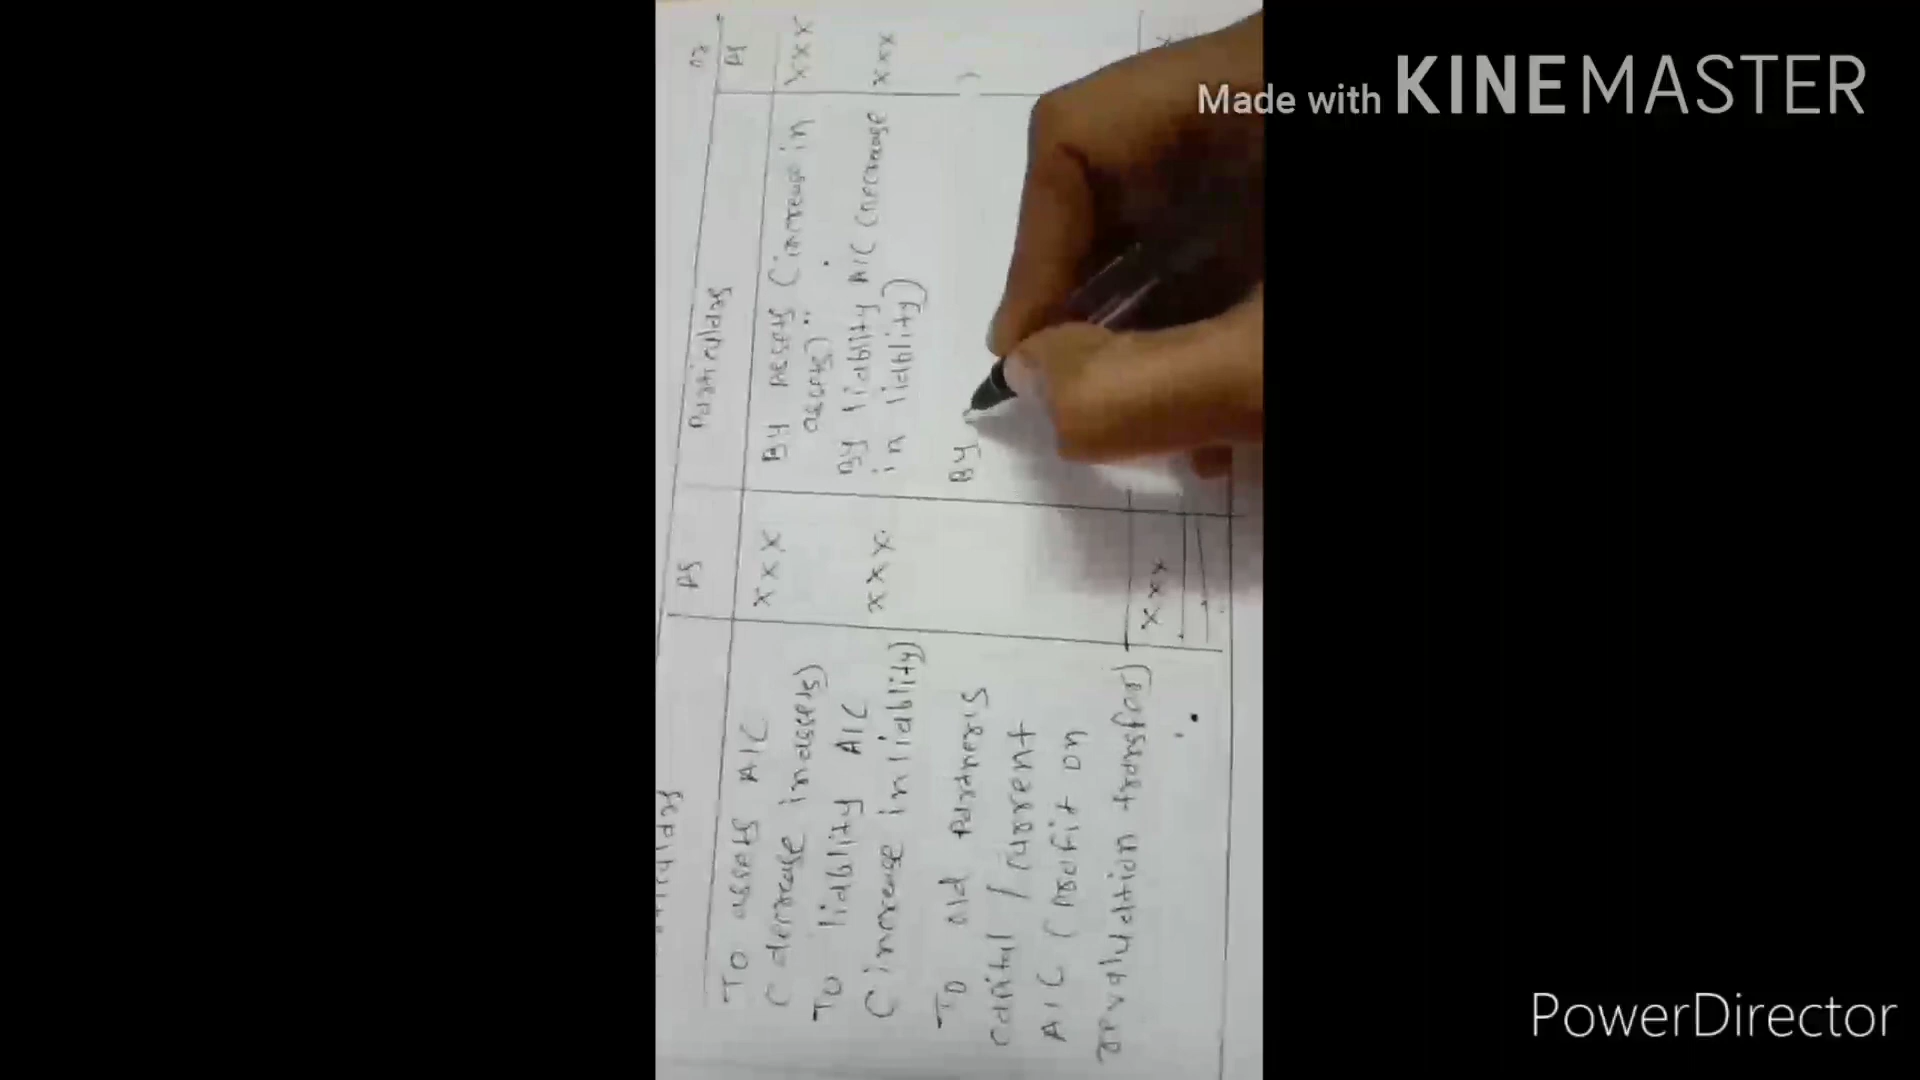 Made with KINEMASTER
Particulars
RS
Particulars
RS
To assets A/C
XXX
(decrease in assets)
To liablity A/C
XXX
(increase in liablity)
To old partners
capital / current
A/C (profit on
revaluation transfar)
XXX
By Assets (increase in
assets)
XXX
By liablity A/C (Decrease
in liablity)
XXX
By
PowerDirector